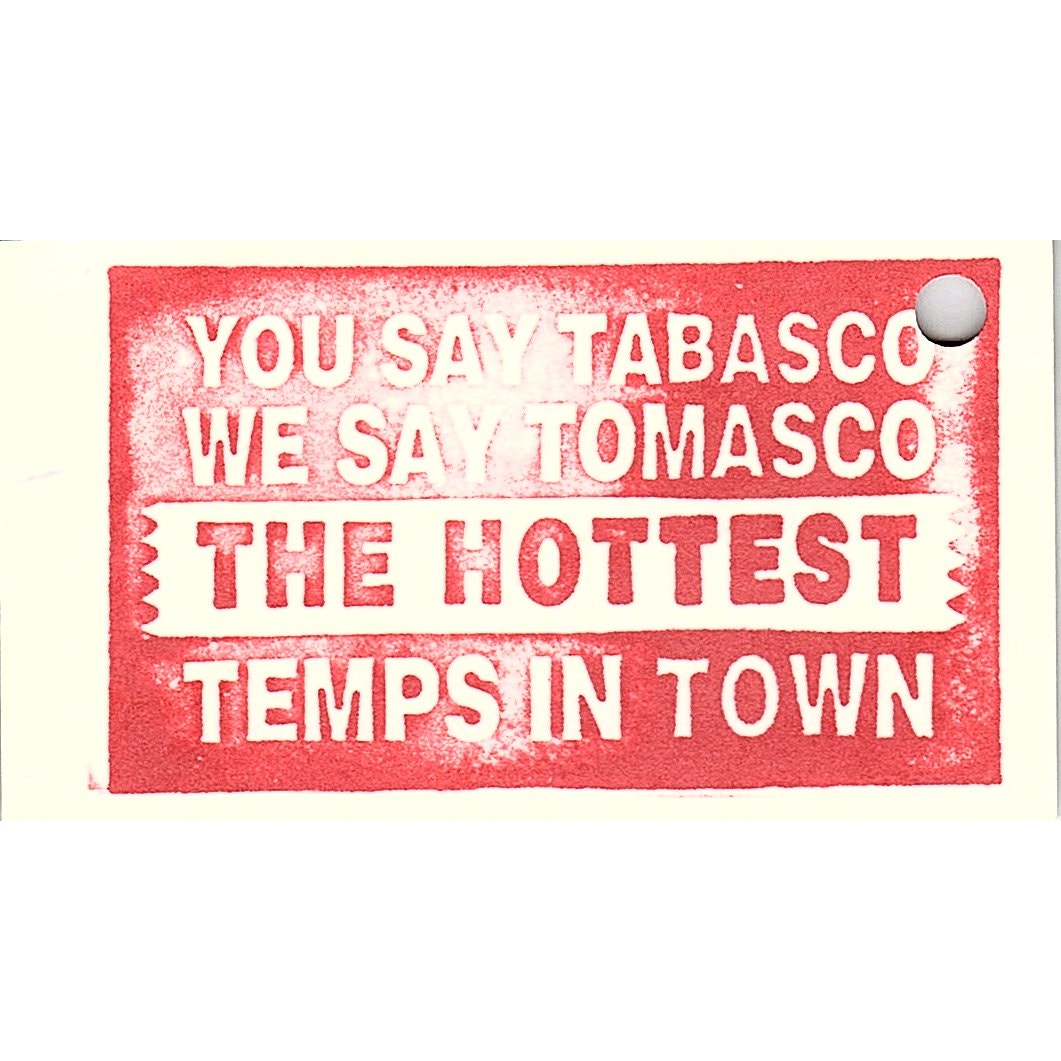 YOU SAY TABASCO
WE SAY TOMASCO
THE HOTTEST
TEMPS IN TOWN